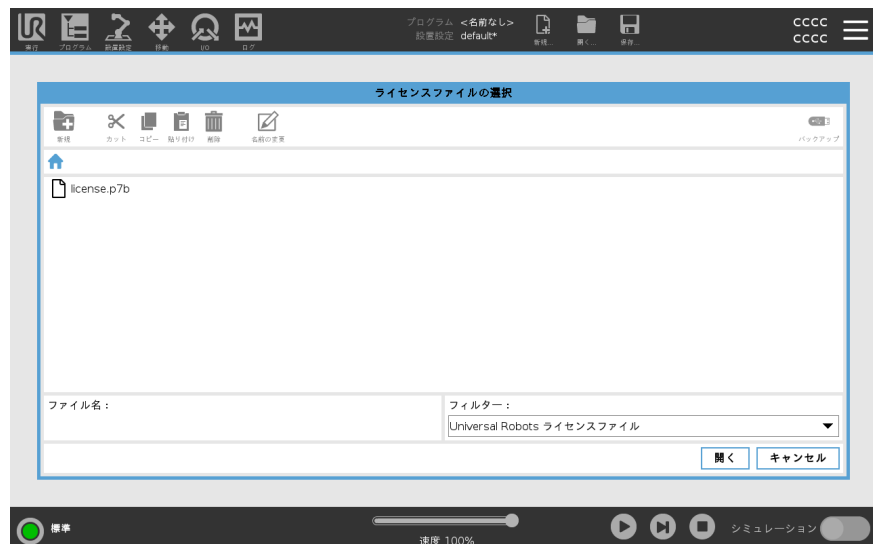 プログラム <名前なし>
設置設定 default*
実行 プログラム 設置設定 移動 I/O ログ
新規... 開く... 保存...
CCCC
CCCC
ライセンスファイルの選択
新規 カット コピー 貼り付け 削除 名前の変更 バックアップ
license.p7b
ファイル名：
フィルター：
Universal Robots ライセンスファイル
開く キャンセル
標準
速度 100%
シミュレーション